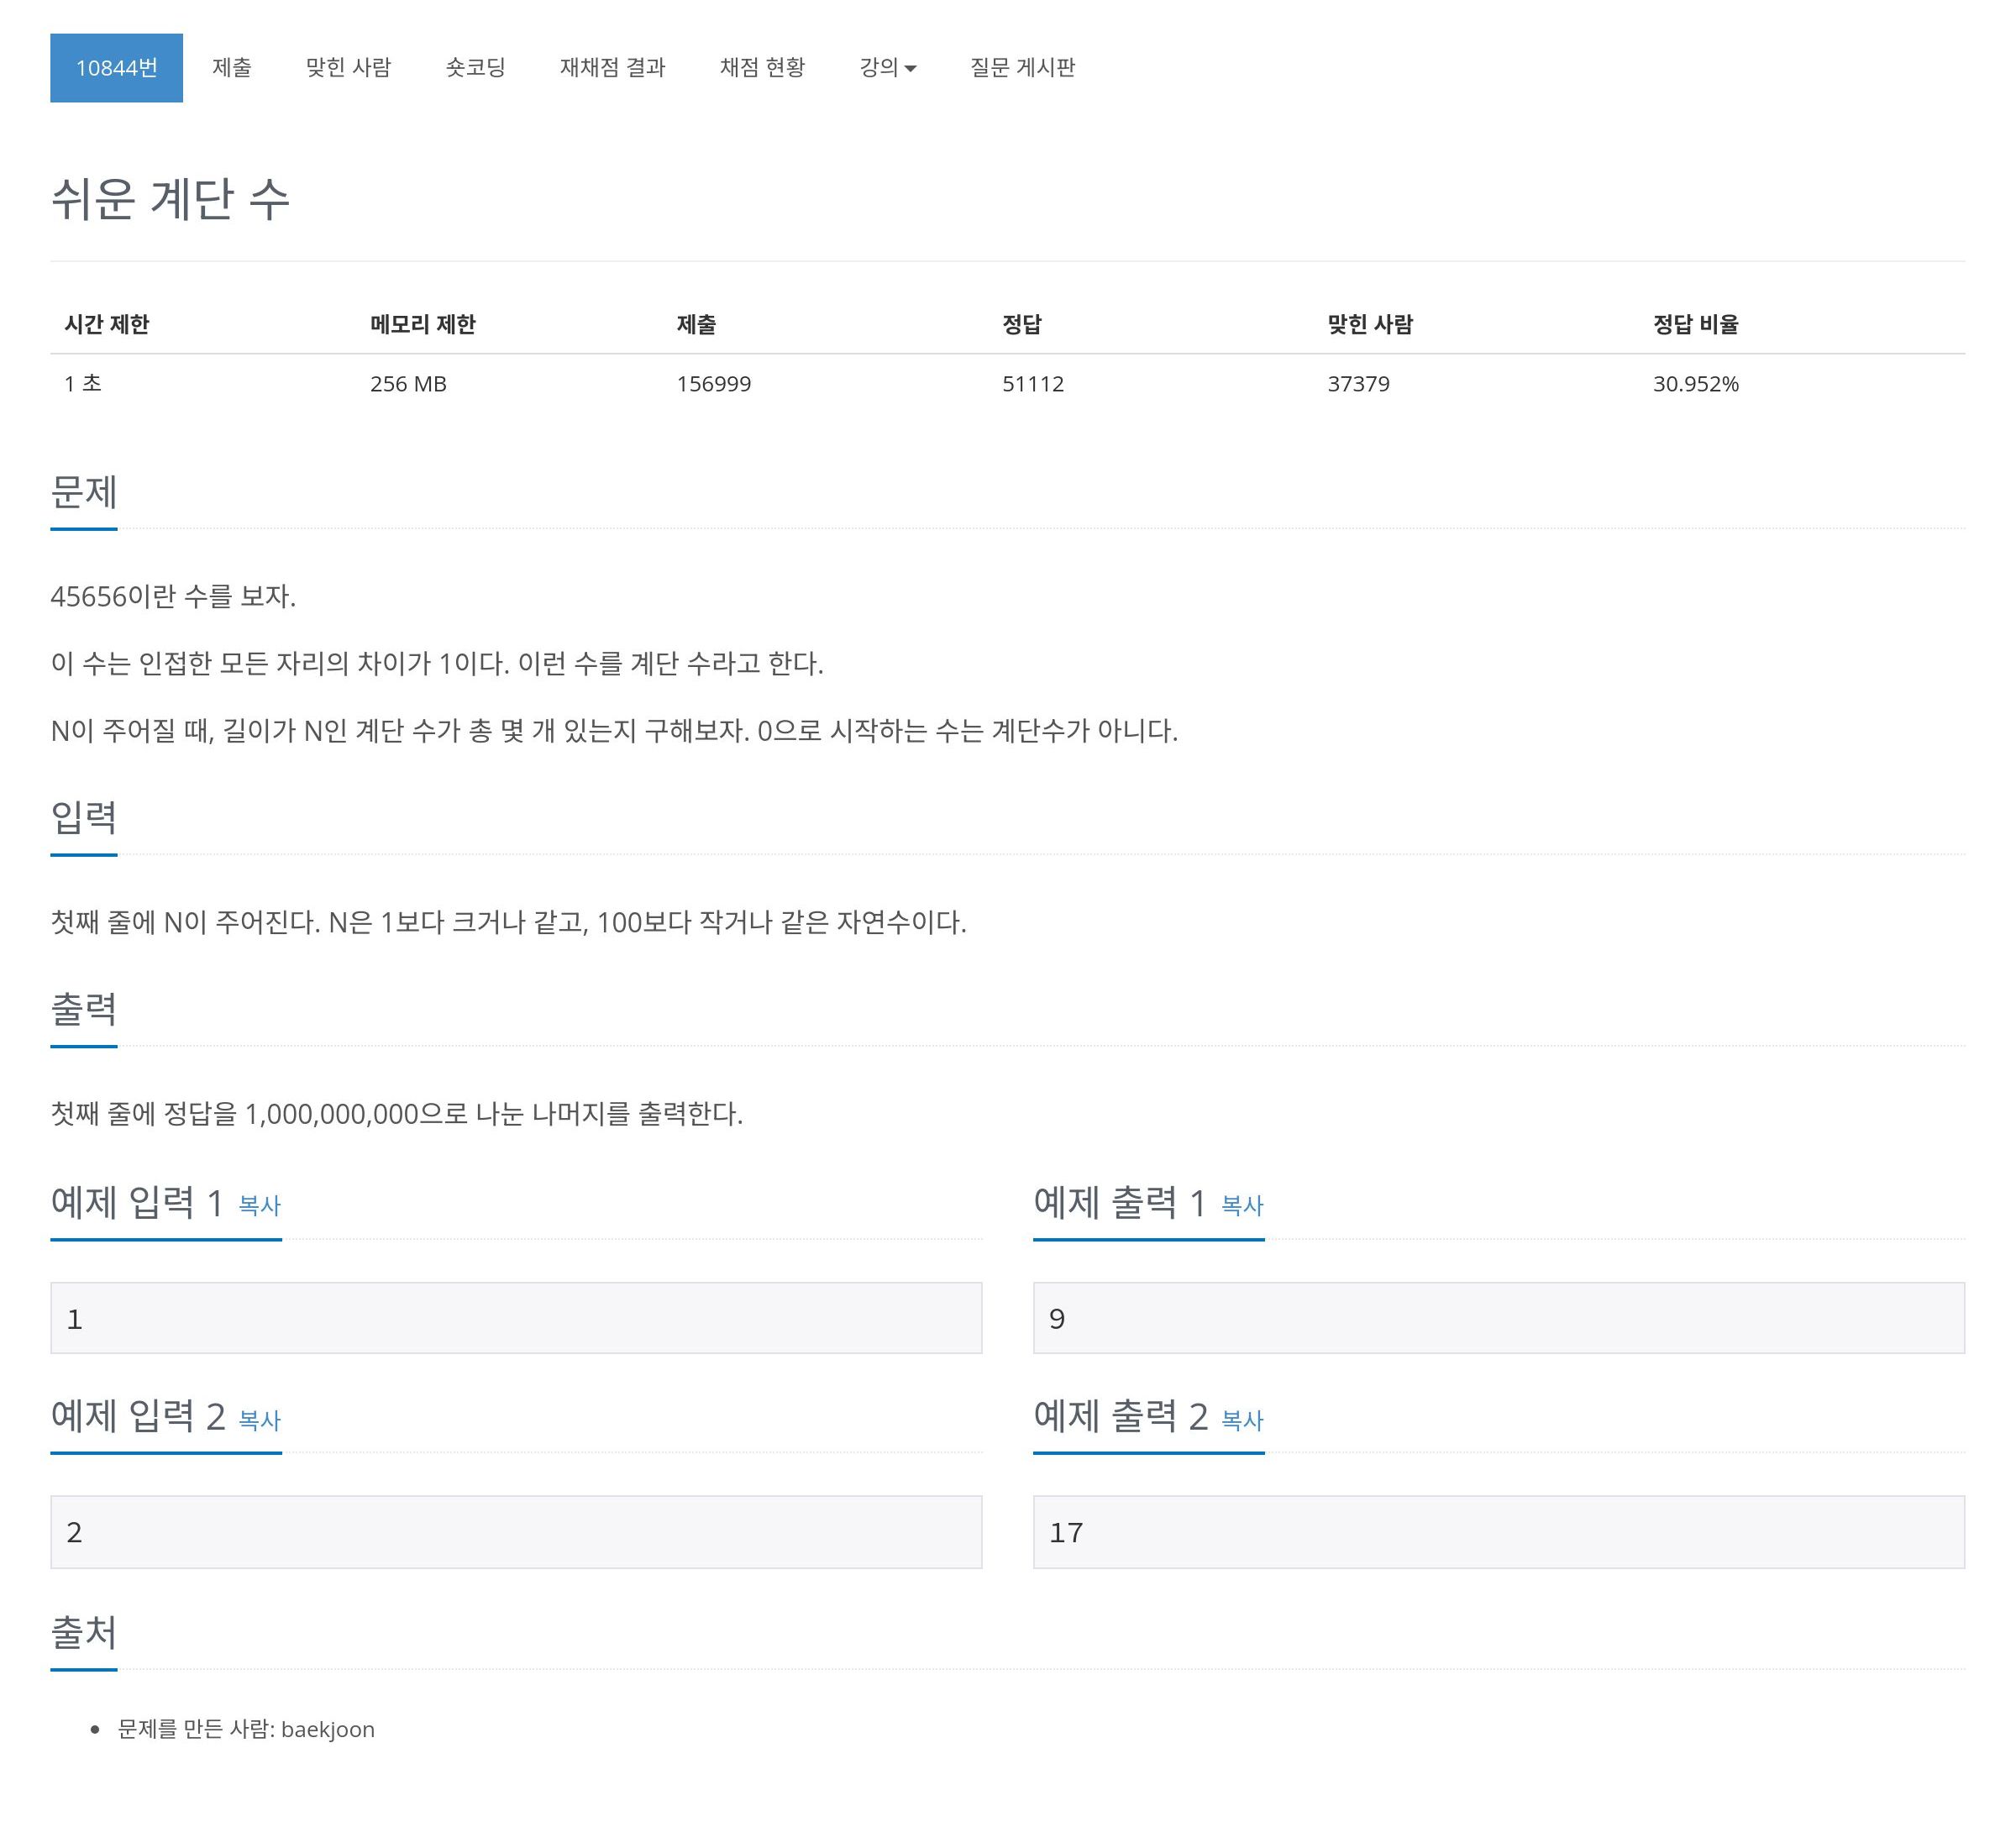 10844번 제출 맞힌 사람 숏코딩 재채점 결과 채점 현황 강의 질문 게시판
쉬운 계단 수
시간 제한 메모리 제한 제출 정답 맞힌 사람 정답 비율
1 초 256 MB 156999 51112 37379 30.952%
문제
45656이란 수를 보자.
이 수는 인접한 모든 자리의 차이가 1이다. 이런 수를 계단 수라고 한다.
N이 주어질 때, 길이가 N인 계단 수가 총 몇 개 있는지 구해보자. 0으로 시작하는 수는 계단수가 아니다.
입력
첫째 줄에 N이 주어진다. N은 1보다 크거나 같고, 100보다 작거나 같은 자연수이다.
출력
첫째 줄에 정답을 1,000,000,000으로 나눈 나머지를 출력한다.
예제 입력 1 복사
1
예제 출력 1 복사
9
예제 입력 2 복사
2
예제 출력 2 복사
17
출처
문제를 만든 사람: baekjoon